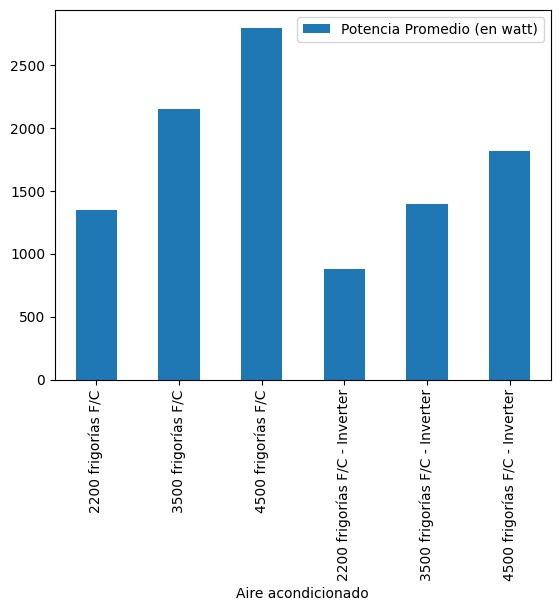 Potencia Promedio (en watt)
2500
2000
1500
1000
500
0
2200 frigorías F/C
3500 frigorías F/C
4500 frigorías F/C
2200 frigorías F/C - Inverter
3500 frigorías F/C - Inverter
4500 frigorías F/C - Inverter
Aire acondicionado